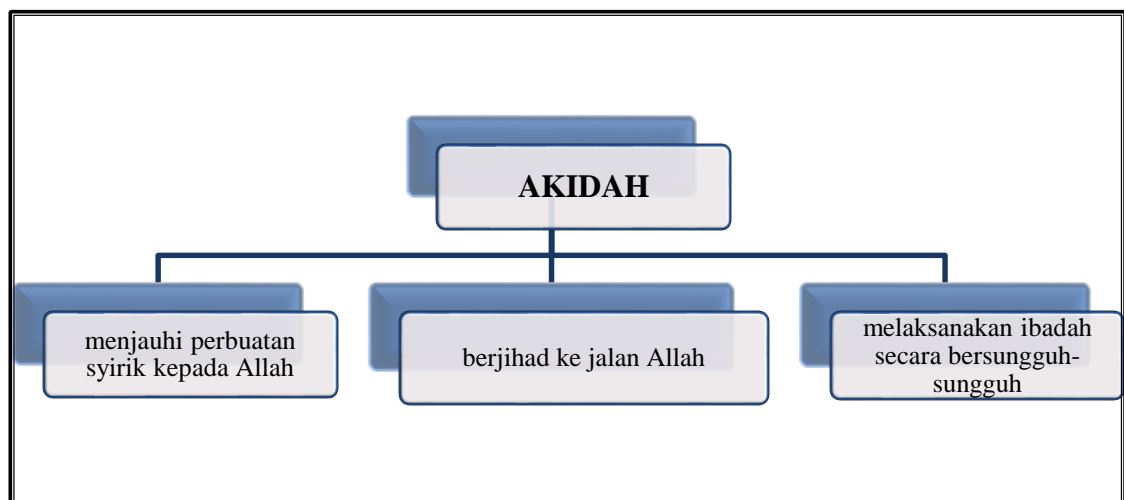 AKIDAH
menjauhi perbuatan
syirik kepada Allah
berjihad ke jalan Allah
melaksanakan ibadah
secara bersungguh-
sungguh